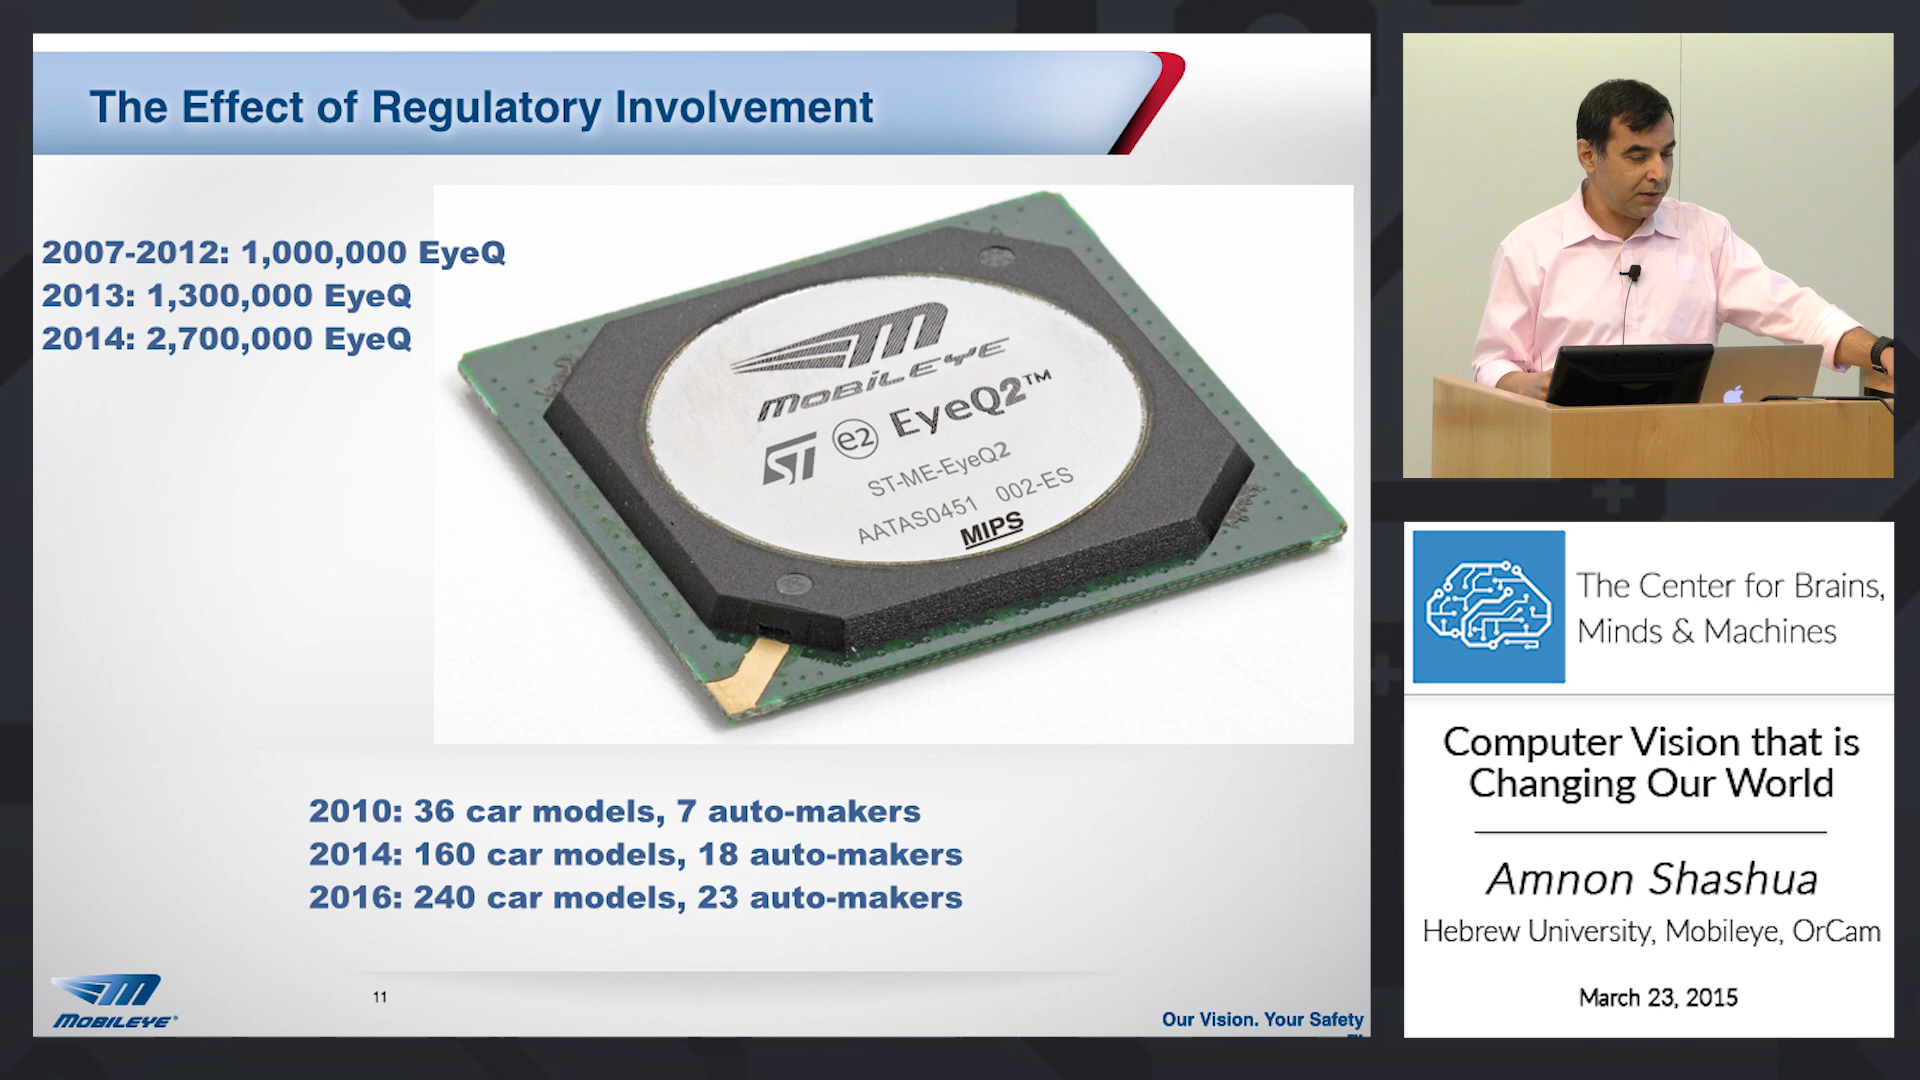 The Effect of Regulatory Involvement
2007-2012: 1,000,000 EyeQ
2013: 1,300,000 EyeQ
2014: 2,700,000 EyeQ
MOBILEYE
ST e2 EyeQ2™
ST-ME-EyeQ2
AATAS0451 002-ES
MIPS
2010: 36 car models, 7 auto-makers
2014: 160 car models, 18 auto-makers
2016: 240 car models, 23 auto-makers
MOBILEYE
11
Our Vision. Your Safety
The Center for Brains,
Minds & Machines
Computer Vision that is
Changing Our World
Amnon Shashua
Hebrew University, Mobileye, OrCam
March 23, 2015